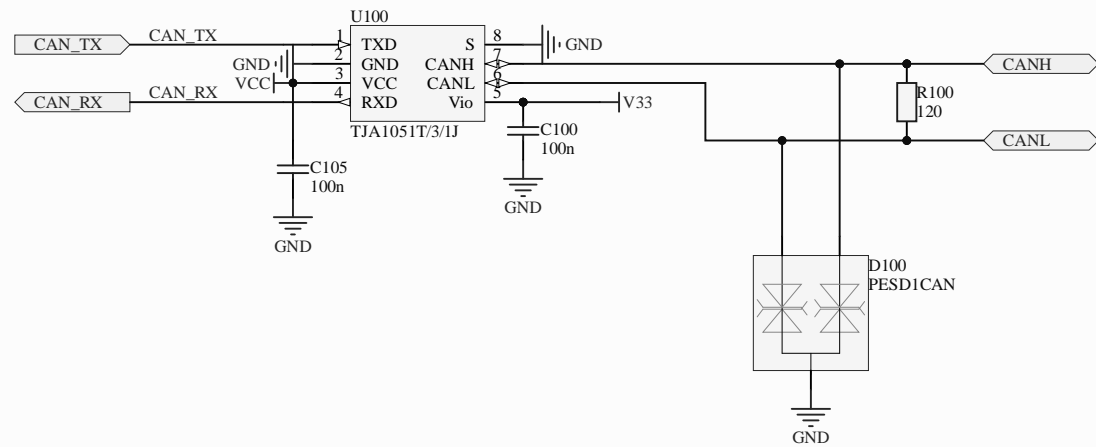 U100
CAN_TX
CAN_TX
1
TXD
S
8
GND
GND
2
GND
CANH
7
CANH
VCC
3
VCC
CANL
6
R100
120
CAN_RX
CAN_RX
4
RXD
Vio
5
V33
TJA1051T/3/1J
C100
100n
CANL
C105
100n
GND
GND
D100
PESD1CAN
GND